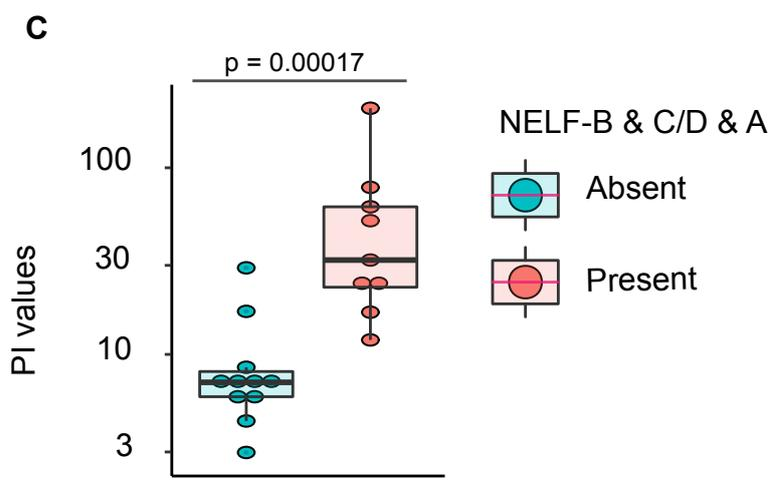 C
p = 0.00017
NELF-B & C/D & A
Absent
Present
PI values
100
30
10
3